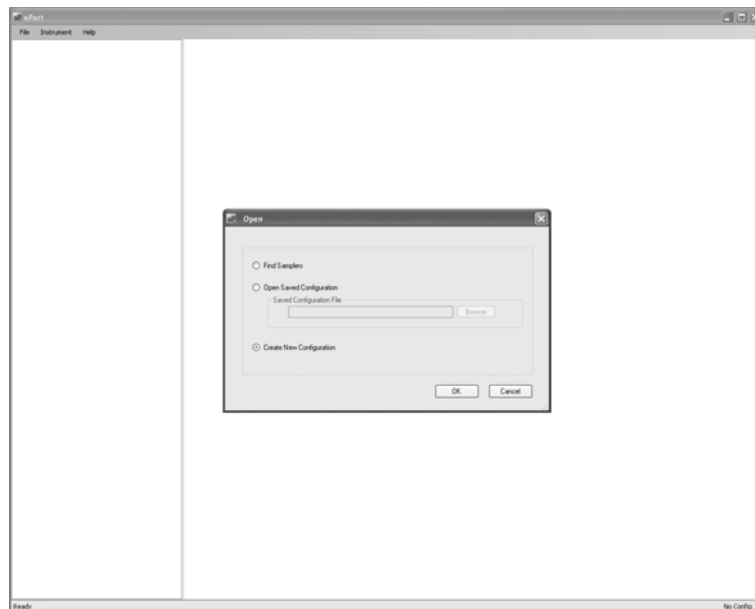 ePort
File Instrument Help
Open
Find Samplers
Open Saved Configuration
Saved Configuration File
Browse
Create New Configuration
OK Cancel
Ready No Config